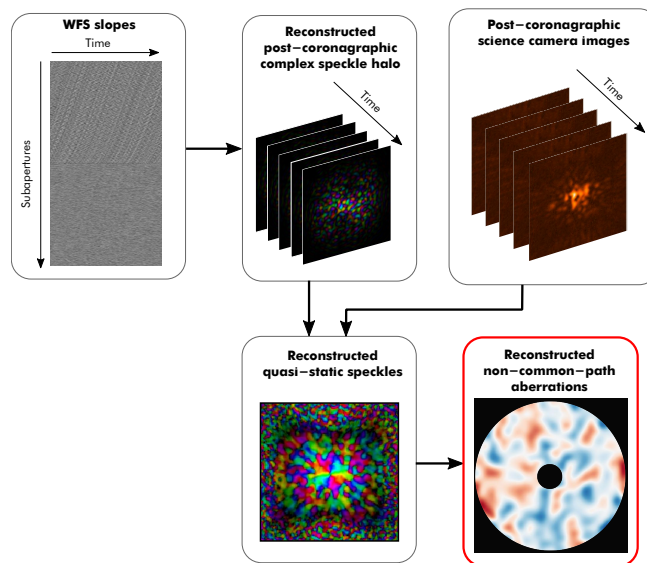 WFS slopes
Time
Subapertures
Reconstructed
post−coronagraphic
complex speckle halo
Time
Post−coronagraphic
science camera images
Time
Reconstructed
quasi−static speckles
Reconstructed
non−common−path
aberrations